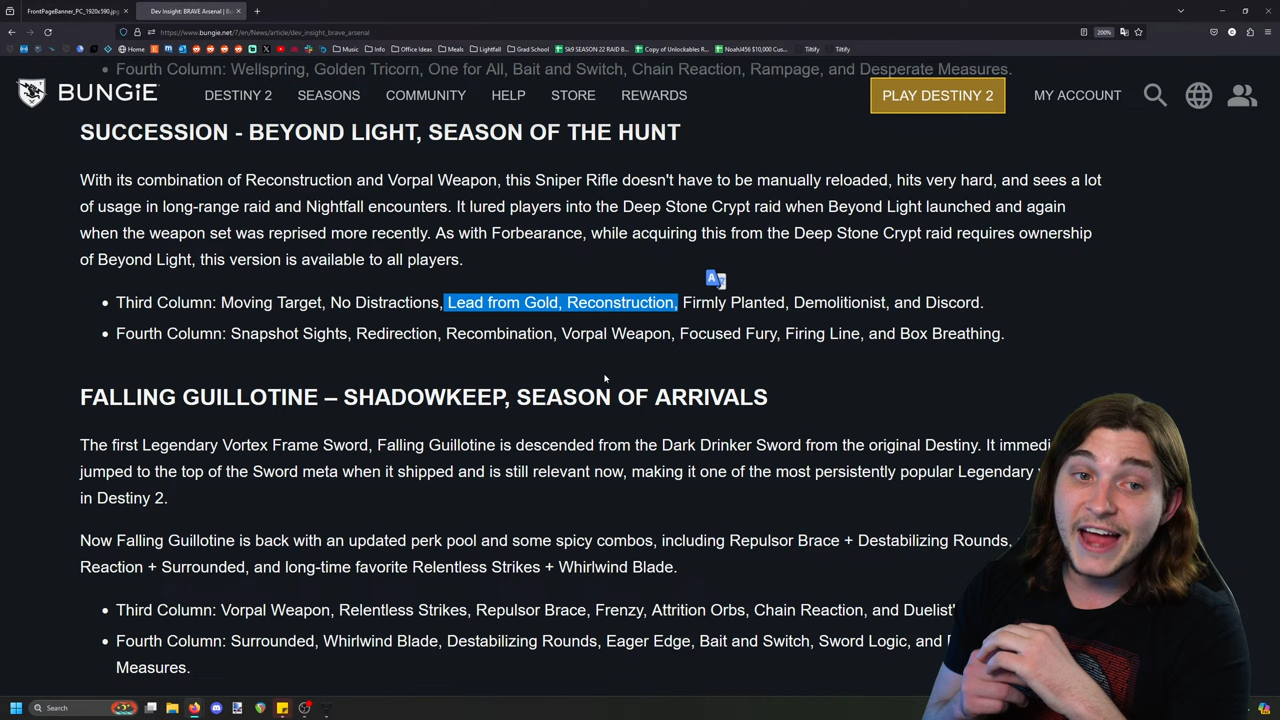 FrontPageBanner_PC_1920x590.jpg
Dev Insight: BRAVE Arsenal | Bu
https://www.bungie.net/7/en/News/article/dev_insight_brave_arsenal
200%
Home
Music
Info
Office Ideas
Meals
Lightfall
Grad School
Sk9 SEASON 22 RAID B...
Copy of Unlockables R...
NoahJ456 $10,000 Cus...
Tiltify
Tiltify
Fourth Column: Wellspring, Golden Tricorn, One for All, Bait and Switch, Chain Reaction, Rampage, and Desperate Measures.
BUNGiE
DESTINY 2
SEASONS
COMMUNITY
HELP
STORE
REWARDS
PLAY DESTINY 2
MY ACCOUNT
SUCCESSION - BEYOND LIGHT, SEASON OF THE HUNT
With its combination of Reconstruction and Vorpal Weapon, this Sniper Rifle doesn't have to be manually reloaded, hits very hard, and sees a lot
of usage in long-range raid and Nightfall encounters. It lured players into the Deep Stone Crypt raid when Beyond Light launched and again
when the weapon set was reprised more recently. As with Forbearance, while acquiring this from the Deep Stone Crypt raid requires ownership
of Beyond Light, this version is available to all players.
Third Column: Moving Target, No Distractions, Lead from Gold, Reconstruction, Firmly Planted, Demolitionist, and Discord.
Fourth Column: Snapshot Sights, Redirection, Recombination, Vorpal Weapon, Focused Fury, Firing Line, and Box Breathing.
FALLING GUILLOTINE – SHADOWKEEP, SEASON OF ARRIVALS
The first Legendary Vortex Frame Sword, Falling Guillotine is descended from the Dark Drinker Sword from the original Destiny. It immedi
jumped to the top of the Sword meta when it shipped and is still relevant now, making it one of the most persistently popular Legendary
in Destiny 2.
Now Falling Guillotine is back with an updated perk pool and some spicy combos, including Repulsor Brace + Destabilizing Rounds,
Reaction + Surrounded, and long-time favorite Relentless Strikes + Whirlwind Blade.
Third Column: Vorpal Weapon, Relentless Strikes, Repulsor Brace, Frenzy, Attrition Orbs, Chain Reaction, and Duelist'
Fourth Column: Surrounded, Whirlwind Blade, Destabilizing Rounds, Eager Edge, Bait and Switch, Sword Logic, and
Measures.
Search